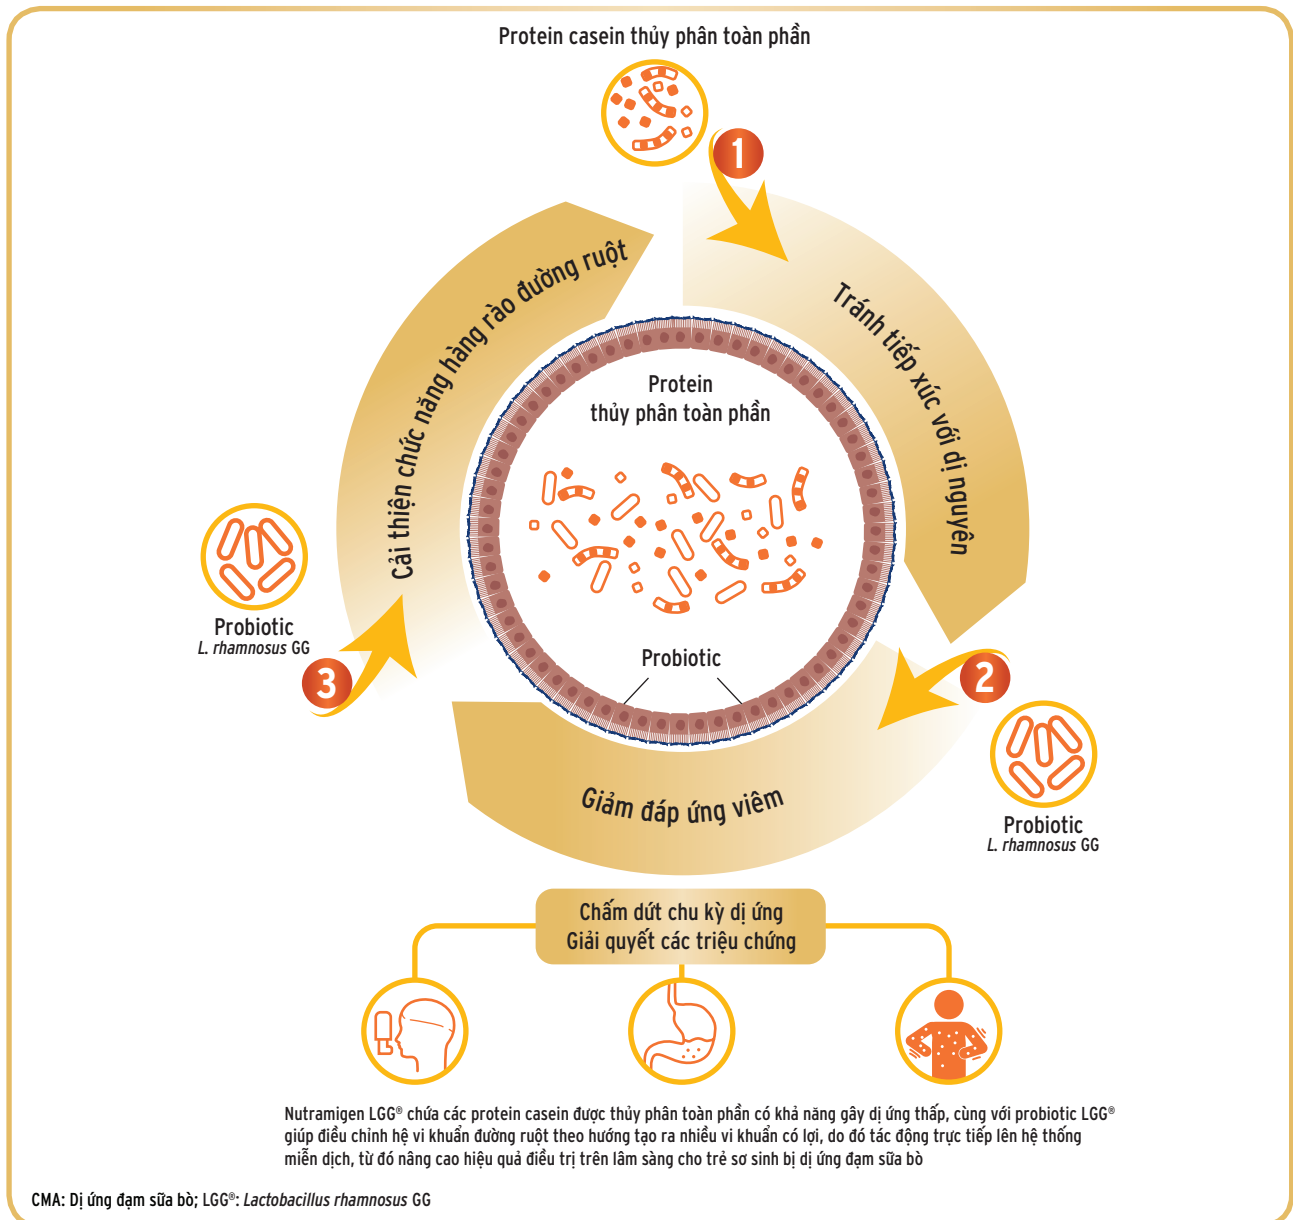 Protein casein thủy phân toàn phần
1
Tránh tiếp xúc với dị nguyên
Cải thiện chức năng hàng rào đường ruột
Protein
thủy phân toàn phần
Probiotic
2
Probiotic
L. rhamnosus GG
Giảm đáp ứng viêm
3
Probiotic
L. rhamnosus GG
Chấm dứt chu kỳ dị ứng
Giải quyết các triệu chứng
Nutramigen LGG® chứa các protein casein được thủy phân toàn phần có khả năng gây dị ứng thấp, cùng với probiotic LGG®
giúp điều chỉnh hệ vi khuẩn đường ruột theo hướng tạo ra nhiều vi khuẩn có lợi, do đó tác động trực tiếp lên hệ thống
miễn dịch, từ đó nâng cao hiệu quả điều trị trên lâm sàng cho trẻ sơ sinh bị dị ứng đạm sữa bò
CMA: Dị ứng đạm sữa bò; LGG®: Lactobacillus rhamnosus GG